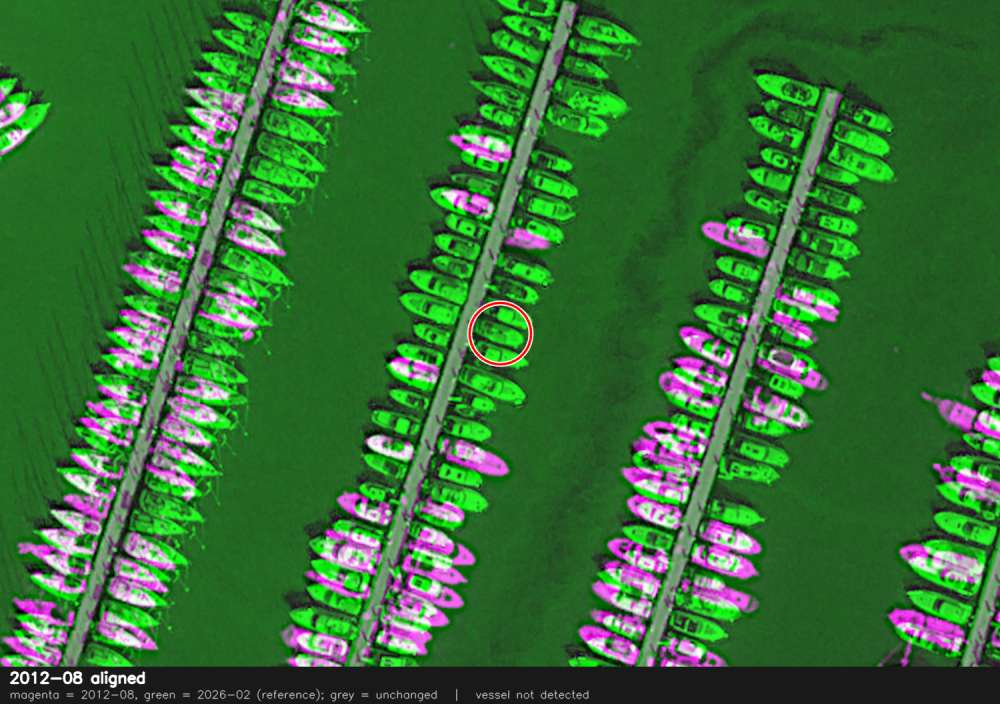 2012-08 aligned
magenta = 2012-08, green = 2026-02 (reference); grey = unchanged | vessel not detected